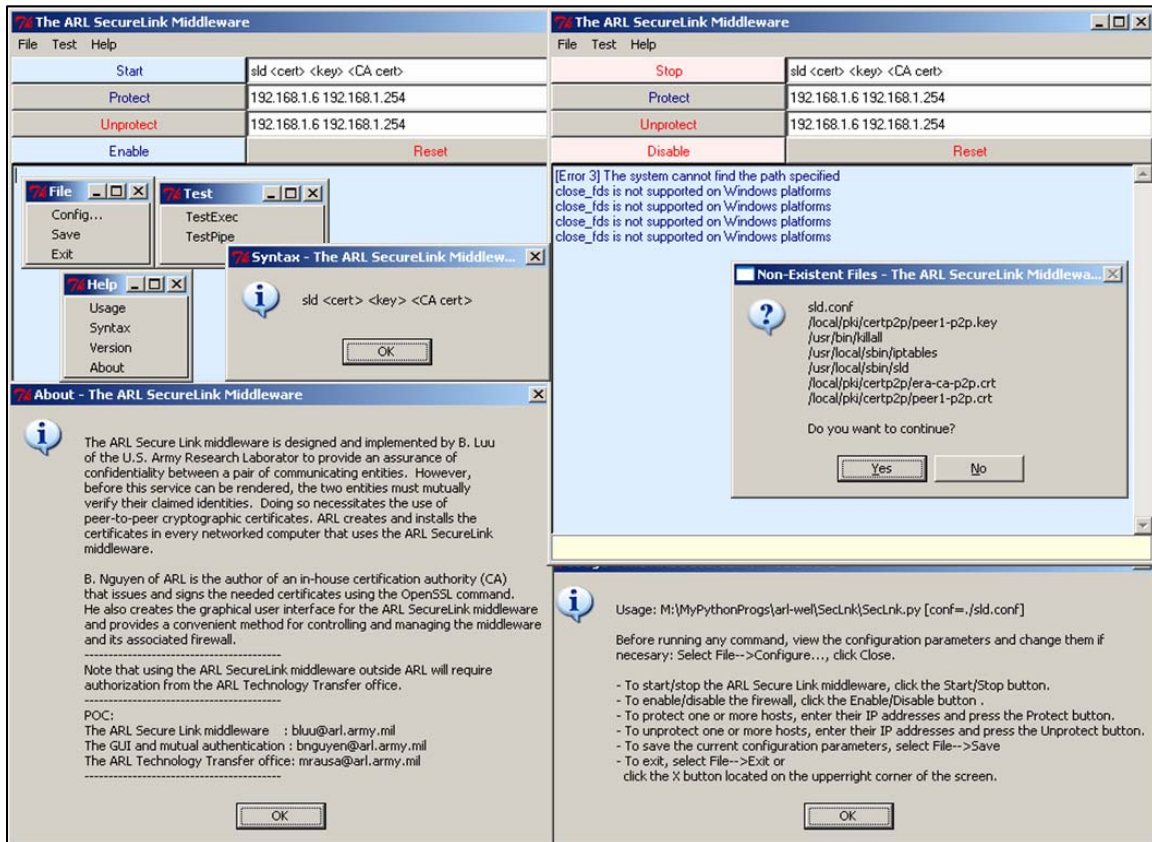 The ARL SecureLink Middleware
File Test Help
Start sld <cert> <key> <CA cert>
Protect 192.168.1.6 192.168.1.254
Unprotect 192.168.1.6 192.168.1.254
Enable Reset
File
Config...
Save
Exit
Test
TestExec
TestPipe
Help
Usage
Syntax
Version
About
Syntax - The ARL SecureLink Middlew...
sld <cert> <key> <CA cert>
OK
About - The ARL SecureLink Middleware
The ARL Secure Link middleware is designed and implemented by B. Luu
of the U.S. Army Research Laborator to provide an assurance of
confidentiality between a pair of communicating entities. However,
before this service can be rendered, the two entities must mutually
verify their claimed identities. Doing so necessitates the use of
peer-to-peer cryptographic certificates. ARL creates and installs the
certificates in every networked computer that uses the ARL SecureLink
middleware.
B. Nguyen of ARL is the author of an in-house certification authority (CA)
that issues and signs the needed certificates using the OpenSSL command.
He also creates the graphical user interface for the ARL SecureLink middleware
and provides a convenient method for controlling and managing the middleware
and its associated firewall.
-----------------------------------------
Note that using the ARL SecureLink middleware outside ARL will require
authorization from the ARL Technology Transfer office.
-----------------------------------------
POC:
The ARL Secure Link middleware : bluu@arl.army.mil
The GUI and mutual authentication : bnguyen@arl.army.mil
The ARL Technology Transfer office: mrausa@arl.army.mil
-----------------------------------------
OK
The ARL SecureLink Middleware
File Test Help
Stop sld <cert> <key> <CA cert>
Protect 192.168.1.6 192.168.1.254
Unprotect 192.168.1.6 192.168.1.254
Disable Reset
[Error 3] The system cannot find the path specified
close_fds is not supported on Windows platforms
close_fds is not supported on Windows platforms
close_fds is not supported on Windows platforms
close_fds is not supported on Windows platforms
Non-Existent Files - The ARL SecureLink Middlewa...
sld.conf
/local/pki/certp2p/peer1-p2p.key
/usr/bin/killall
/usr/local/sbin/iptables
/usr/local/sbin/sld
/local/pki/certp2p/era-ca-p2p.crt
/local/pki/certp2p/peer1-p2p.crt
Do you want to continue?
Yes No
Usage: M:\MyPythonProgs\arl-wel\SecLnk\SecLnk.py [conf=./sld.conf]
Before running any command, view the configuration parameters and change them if
necesary: Select File-->Configure..., click Close.
- To start/stop the ARL Secure Link middleware, click the Start/Stop button.
- To enable/disable the firewall, click the Enable/Disable button .
- To protect one or more hosts, enter their IP addresses and press the Protect button.
- To unprotect one or more hosts, enter their IP addresses and press the Unprotect button.
- To save the current configuration parameters, select File-->Save
- To exit, select File-->Exit or
click the X button located on the upperright corner of the screen.
OK